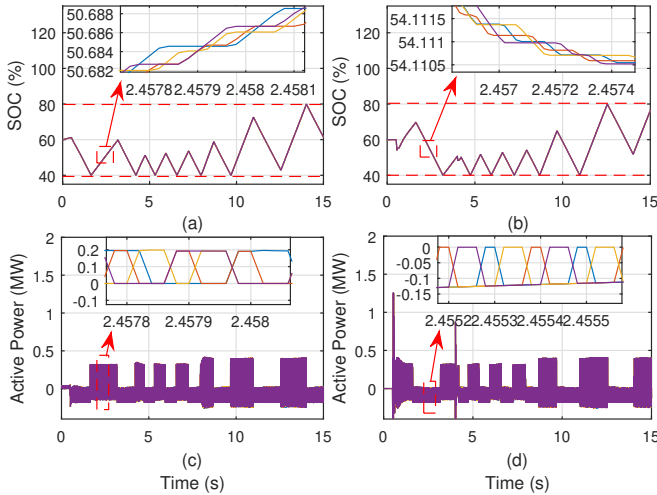 50.688
50.686
50.684
50.682
2.4578 2.4579 2.458 2.4581
120
100
80
60
40
SOC (%)
0 5 10 15
(a)
54.1115
54.111
54.1105
2.457 2.4572 2.4574
120
100
80
60
40
SOC (%)
0 5 10 15
(b)
2
1.5
1
0.5
0
Active Power (MW)
0.2
0.1
0
-0.1
2.4578 2.4579 2.458
0 5 10 15
(c)
Time (s)
2
1.5
1
0.5
0
Active Power (MW)
0
-0.05
-0.1
-0.15
2.4552 2.4553 2.4554 2.4555
0 5 10 15
(d)
Time (s)